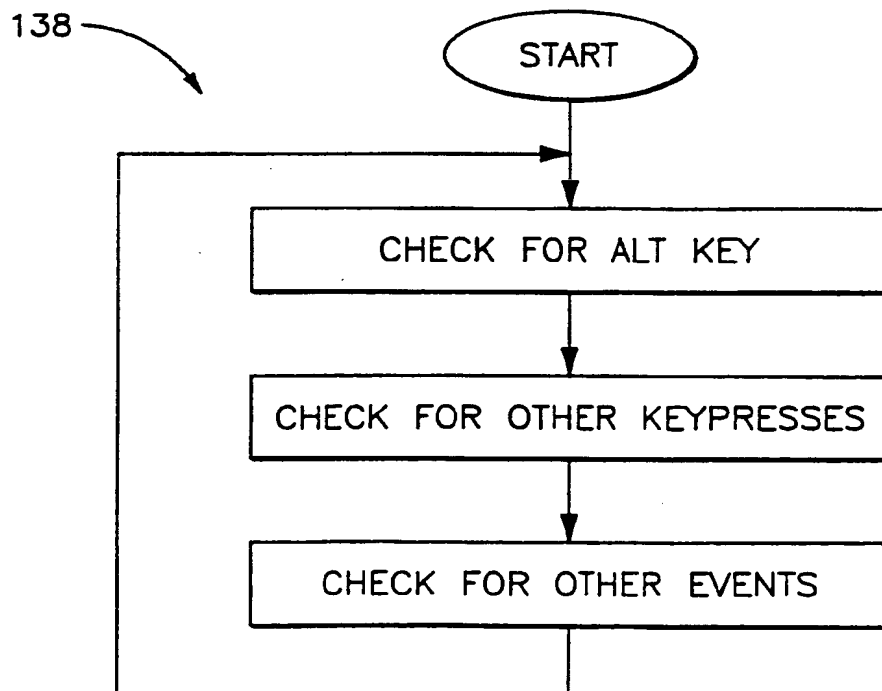 138
START
CHECK FOR ALT KEY
CHECK FOR OTHER KEYPRESSES
CHECK FOR OTHER EVENTS